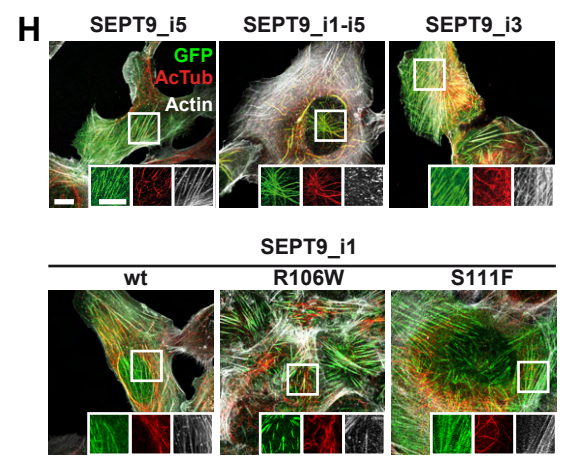 H
SEPT9_i5 SEPT9_i1-i5 SEPT9_i3
GFP
AcTub
Actin
SEPT9_i1
wt R106W S111F